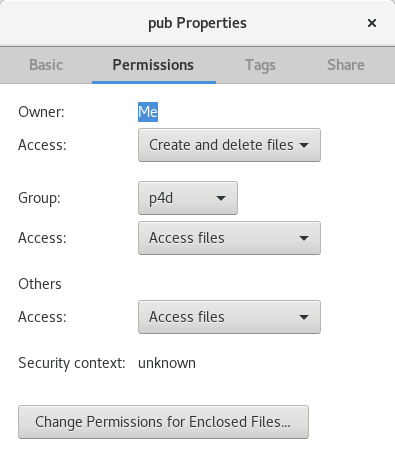 pub Properties ×
Basic Permissions Tags Share
Owner: Me
Access: Create and delete files
Group: p4d
Access: Access files
Others
Access: Access files
Security context: unknown
Change Permissions for Enclosed Files...